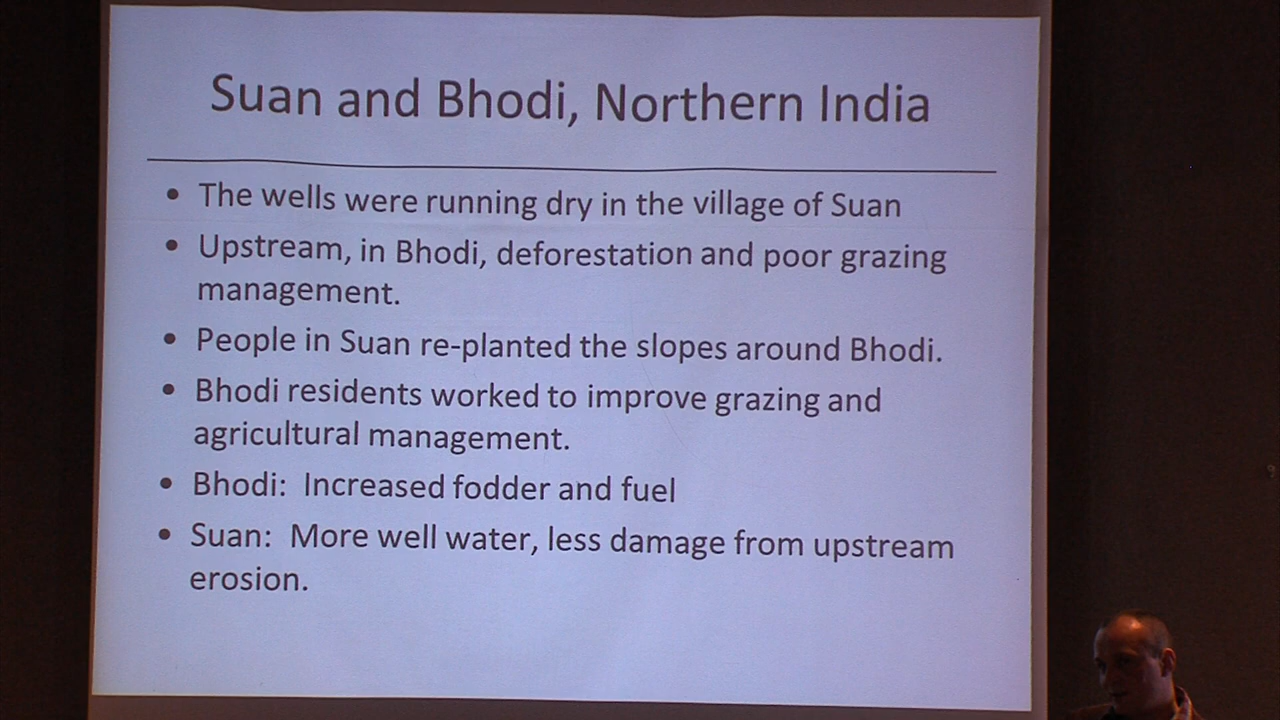 Suan and Bhodi, Northern India
• The wells were running dry in the village of Suan
• Upstream, in Bhodi, deforestation and poor grazing
management.
• People in Suan re-planted the slopes around Bhodi.
• Bhodi residents worked to improve grazing and
agricultural management.
• Bhodi:  Increased fodder and fuel
• Suan:  More well water, less damage from upstream
erosion.